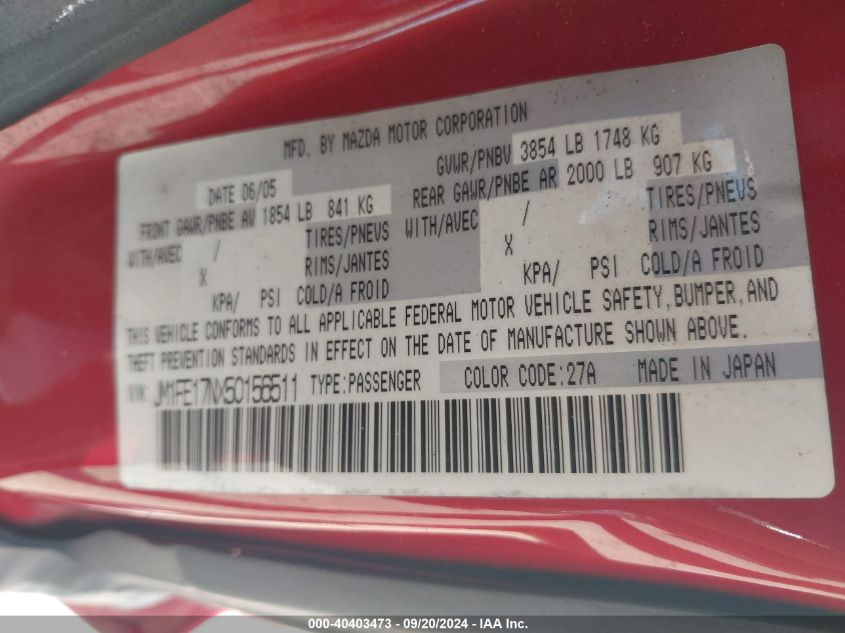 MFD. BY MAZDA MOTOR CORPORATION
DATE 06/05 GVWR/PNBV 3854 LB 1748 KG
FRONT GAWR/PNBE AV 1854 LB 841 KG REAR GAWR/PNBE AR 2000 LB 907 KG
WITH/AVEC / TIRES/PNEUS WITH/AVEC / TIRES/PNEVS
X RIMS/JANTES X RIMS/JANTES
KPA/ PSI COLD/A FROID KPA/ PSI COLD/A FROID
THIS VEHICLE CONFORMS TO ALL APPLICABLE FEDERAL MOTOR VEHICLE SAFETY, BUMPER, AND
THEFT PREVENTION STANDARDS IN EFFECT ON THE DATE OF MANUFACTURE SHOWN ABOVE.
VIN: JM1FE17NX50156511 TYPE:PASSENGER COLOR CODE:27A MADE IN JAPAN
000-40403473 - 09/20/2024 - IAA Inc.